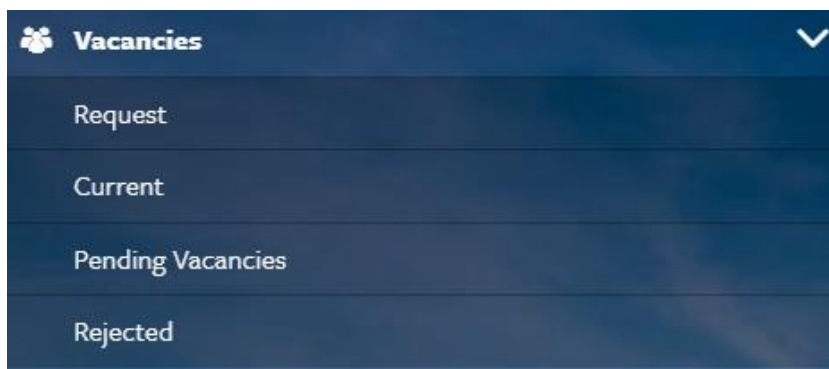 Vacancies
Request
Current
Pending Vacancies
Rejected